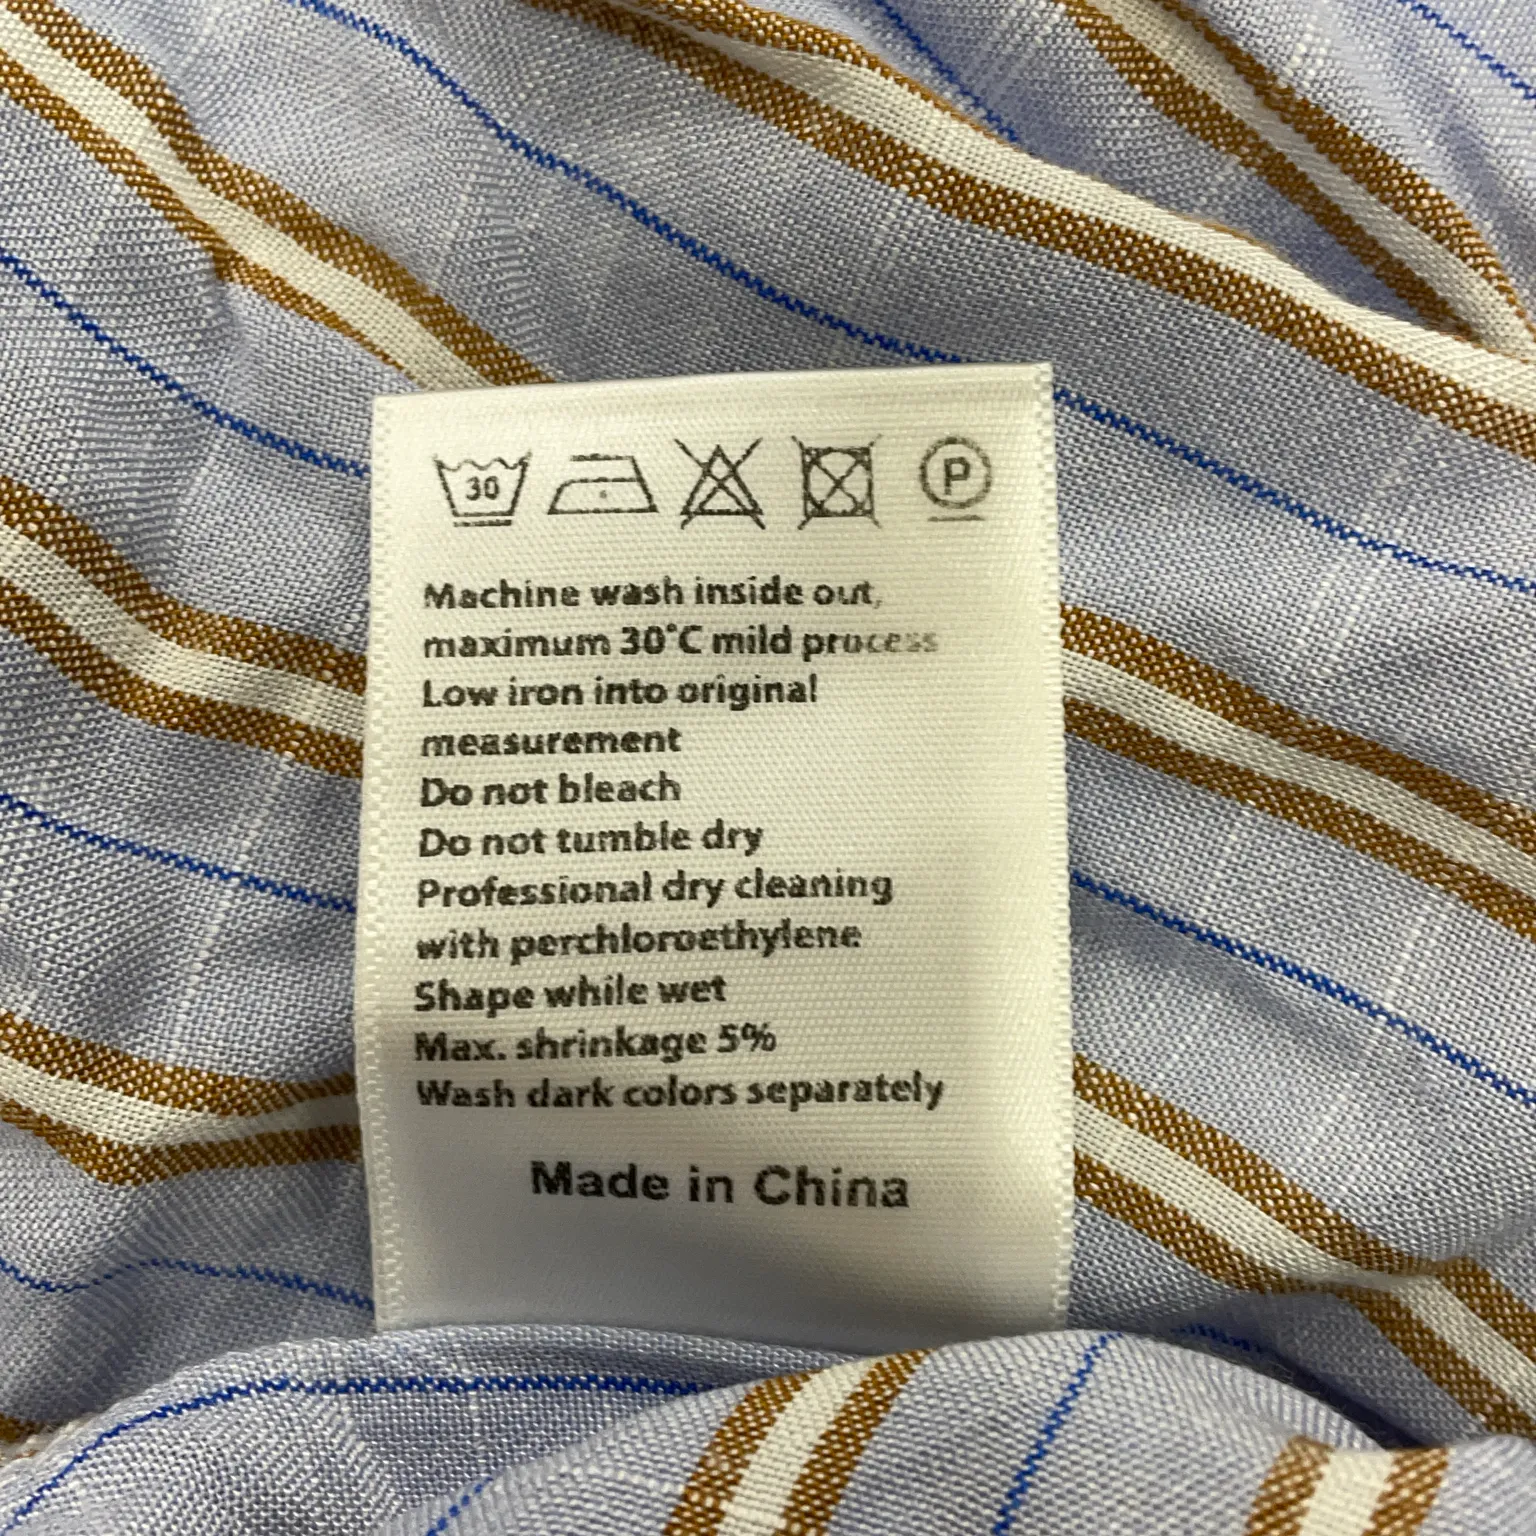 30 P
Machine wash inside out,
maximum 30°C mild process
Low iron into original
measurement
Do not bleach
Do not tumble dry
Professional dry cleaning
with perchloroethylene
Shape while wet
Max. shrinkage 5%
Wash dark colors separately
Made in China